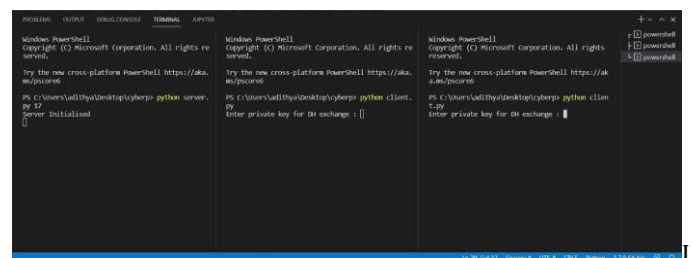 PROBLEMS OUTPUT DEBUG CONSOLE TERMINAL JUPYTER
powershell
powershell
powershell
Windows PowerShell
Copyright (C) Microsoft Corporation. All rights re
served.
Try the new cross-platform PowerShell https://aka.
ms/pscore6
PS C:\Users\adithya\Desktop\cyberp> python server.
py 17
Server Initialised
Windows PowerShell
Copyright (C) Microsoft Corporation. All rights re
served.
Try the new cross-platform PowerShell https://aka.
ms/pscore6
PS C:\Users\adithya\Desktop\cyberp> python client.
py
Enter private key for DH exchange :
Windows PowerShell
Copyright (C) Microsoft Corporation. All rights
reserved.
Try the new cross-platform PowerShell https://ak
a.ms/pscore6
PS C:\Users\adithya\Desktop\cyberp> python clien
t.py
Enter private key for DH exchange :
I